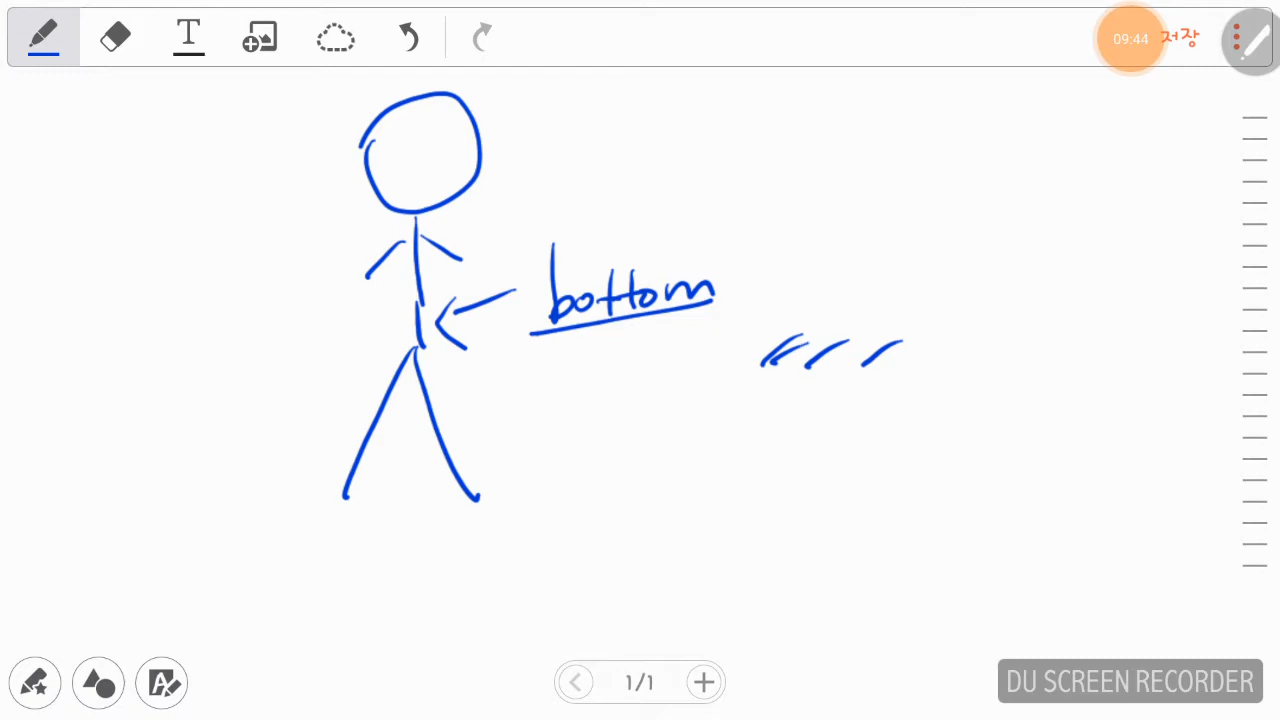 T
09:44 저장
bottom
A
1/1
DU SCREEN RECORDER